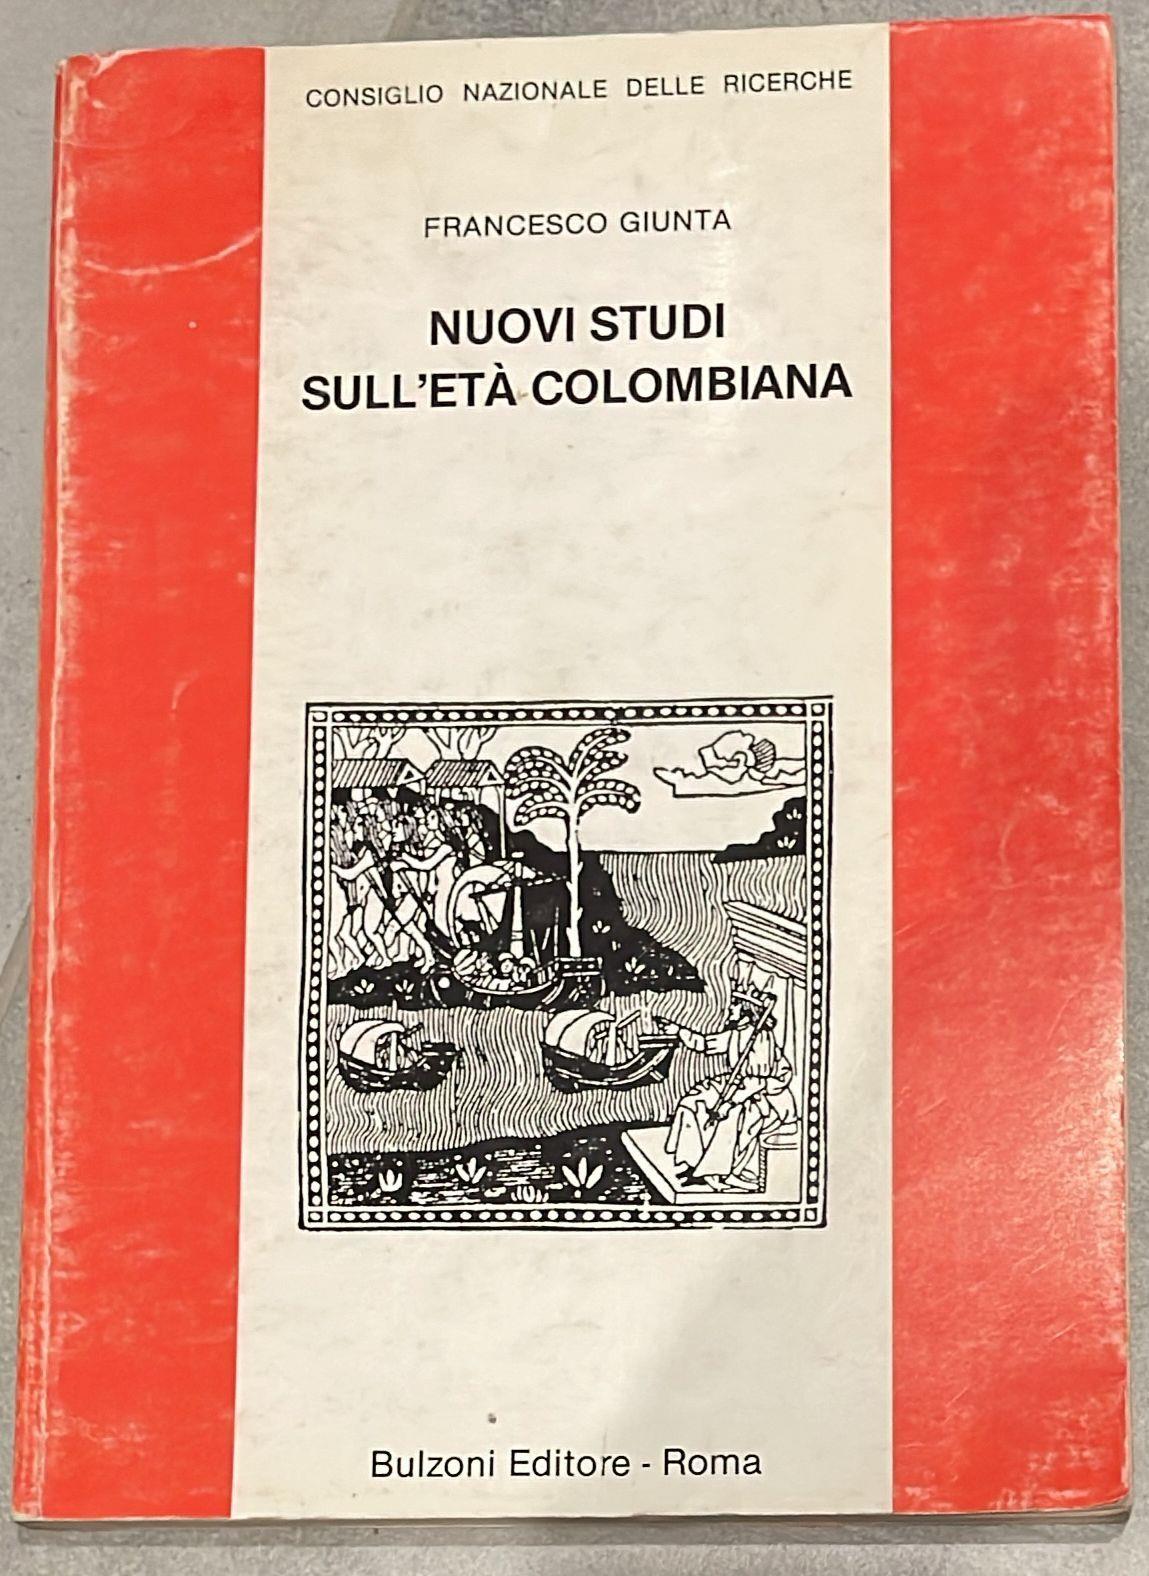 CONSIGLIO NAZIONALE DELLE RICERCHE
FRANCESCO GIUNTA
NUOVI STUDI
SULL'ETÀ COLOMBIANA
Bulzoni Editore - Roma